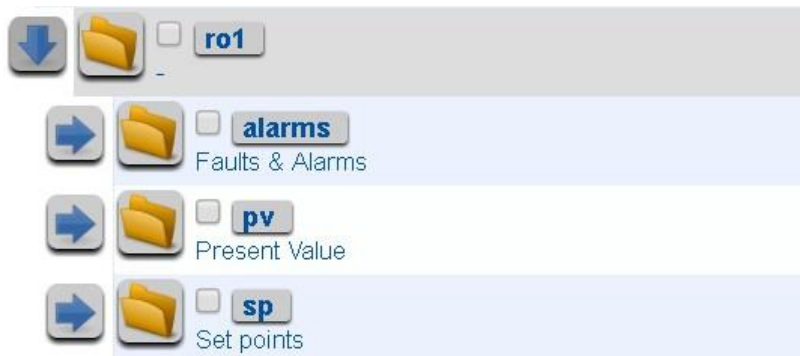 ro1
-
alarms
Faults & Alarms
pv
Present Value
sp
Set points